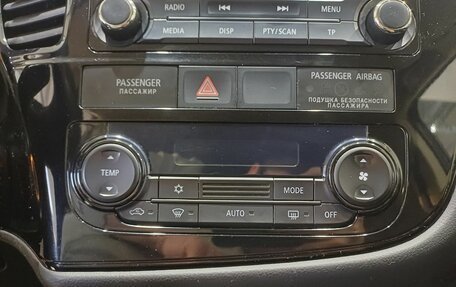 RADIO MENU
MEDIA DISP PTY/SCAN TP
PASSENGER
ПАССАЖИР
PASSENGER AIRBAG
ПОДУШКА БЕЗОПАСНОСТИ
ПАССАЖИРА
TEMP
MODE
AUTO OFF